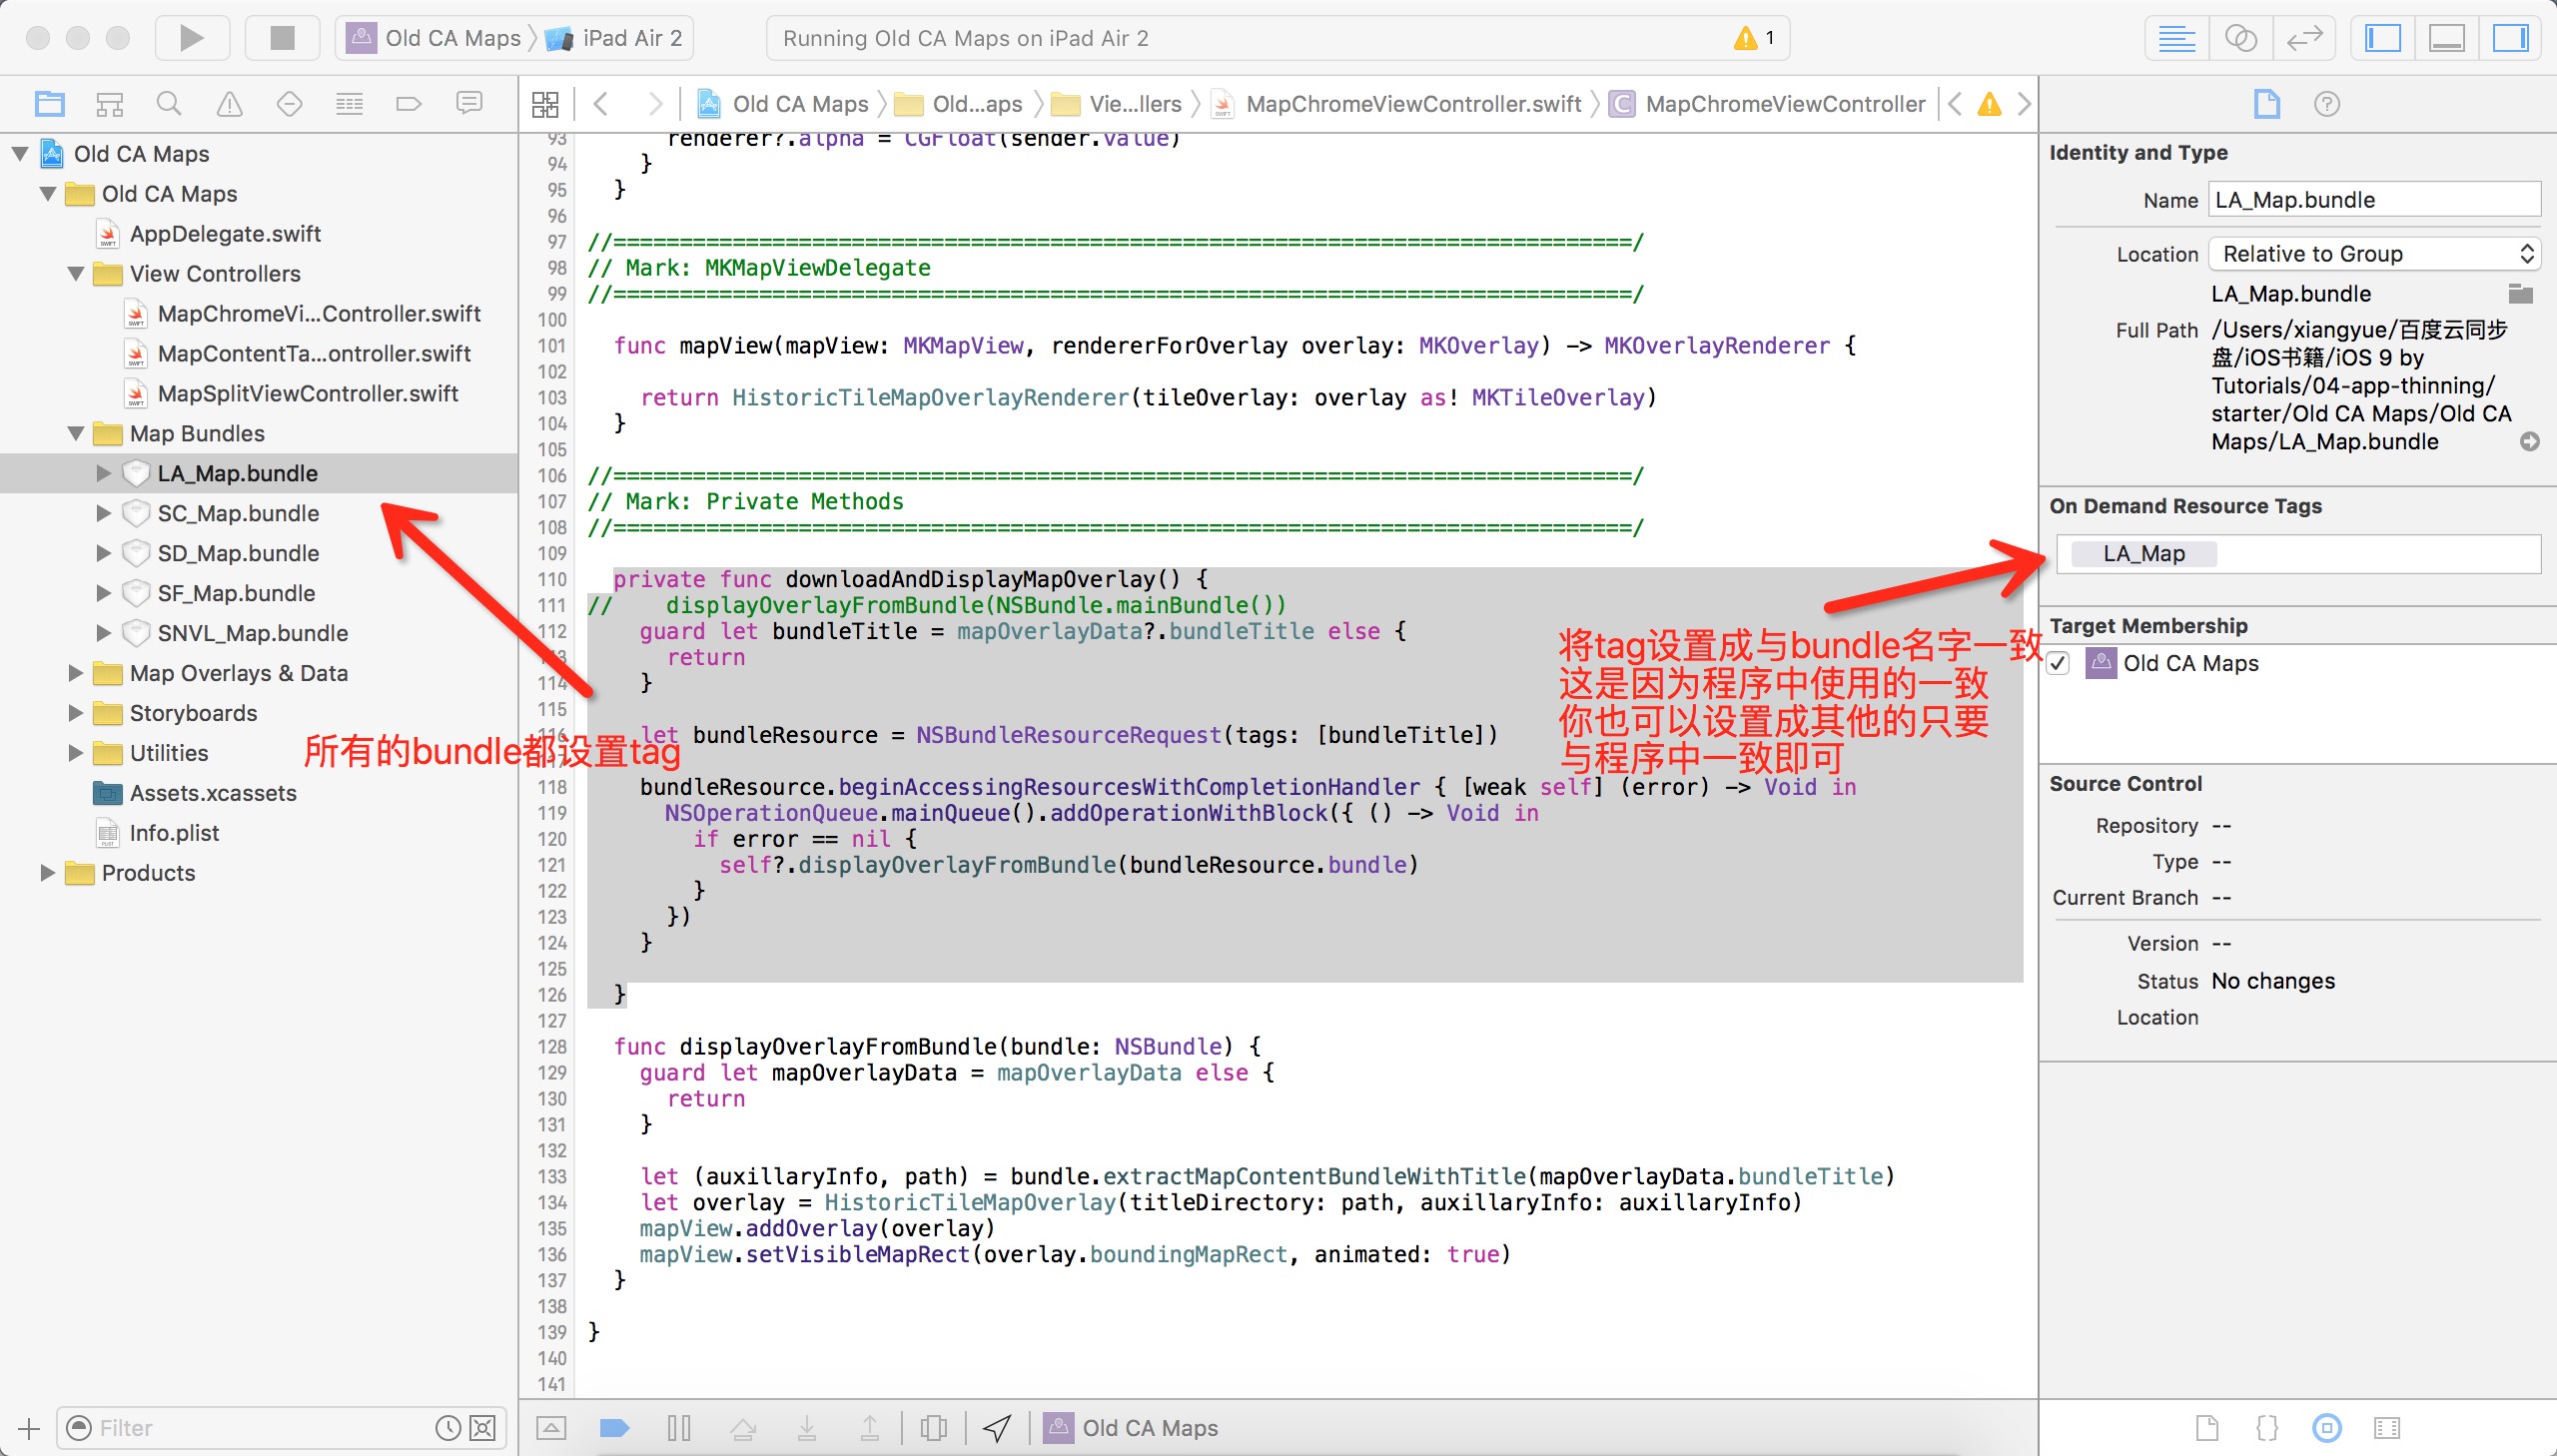 Old CA Maps
iPad Air 2
Running Old CA Maps on iPad Air 2
1
Old CA Maps
Old...aps
Vie...llers
MapChromeViewController.swift
C
MapChromeViewController
Old CA Maps
Old CA Maps
AppDelegate.swift
View Controllers
MapChromeVi...Controller.swift
MapContentTa...ontroller.swift
MapSplitViewController.swift
Map Bundles
LA_Map.bundle
SC_Map.bundle
SD_Map.bundle
SF_Map.bundle
SNVL_Map.bundle
Map Overlays & Data
Storyboards
Utilities
Assets.xcassets
Info.plist
Products
所有的bundle都设置tag
Filter
93 renderer?.alpha = CGFloat(sender.value)
94 }
95 }
96
97 //=============================================================================/
98 // Mark: MKMapViewDelegate
99 //=============================================================================/
100
101 func mapView(mapView: MKMapView, rendererForOverlay overlay: MKOverlay) -> MKOverlayRenderer {
102
103 return HistoricTileMapOverlayRenderer(tileOverlay: overlay as! MKTileOverlay)
104 }
105
106 //=============================================================================/
107 // Mark: Private Methods
108 //=============================================================================/
109
110 private func downloadAndDisplayMapOverlay() {
111 // displayOverlayFromBundle(NSBundle.mainBundle())
112 guard let bundleTitle = mapOverlayData?.bundleTitle else {
113 return
114 }
115
116 let bundleResource = NSBundleResourceRequest(tags: [bundleTitle])
117
118 bundleResource.beginAccessingResourcesWithCompletionHandler { [weak self] (error) -> Void in
119 NSOperationQueue.mainQueue().addOperationWithBlock({ () -> Void in
120 if error == nil {
121 self?.displayOverlayFromBundle(bundleResource.bundle)
122 }
123 })
124 }
125
126 }
127
128 func displayOverlayFromBundle(bundle: NSBundle) {
129 guard let mapOverlayData = mapOverlayData else {
130 return
131 }
132
133 let (auxillaryInfo, path) = bundle.extractMapContentBundleWithTitle(mapOverlayData.bundleTitle)
134 let overlay = HistoricTileMapOverlay(titleDirectory: path, auxillaryInfo: auxillaryInfo)
135 mapView.addOverlay(overlay)
136 mapView.setVisibleMapRect(overlay.boundingMapRect, animated: true)
137 }
138
139 }
140
141
将tag设置成与bundle名字一致
这是因为程序中使用的一致
你也可以设置成其他的只要
与程序中一致即可
Old CA Maps
Identity and Type
Name LA_Map.bundle
Location Relative to Group
LA_Map.bundle
Full Path /Users/xiangyue/百度云同步
盘/iOS书籍/iOS 9 by
Tutorials/04-app-thinning/
starter/Old CA Maps/Old CA
Maps/LA_Map.bundle
On Demand Resource Tags
LA_Map
Target Membership
Old CA Maps
Source Control
Repository --
Type --
Current Branch --
Version --
Status No changes
Location